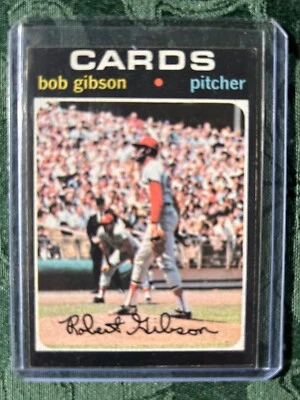 CARDS
bob gibson • pitcher
Robert Gibson